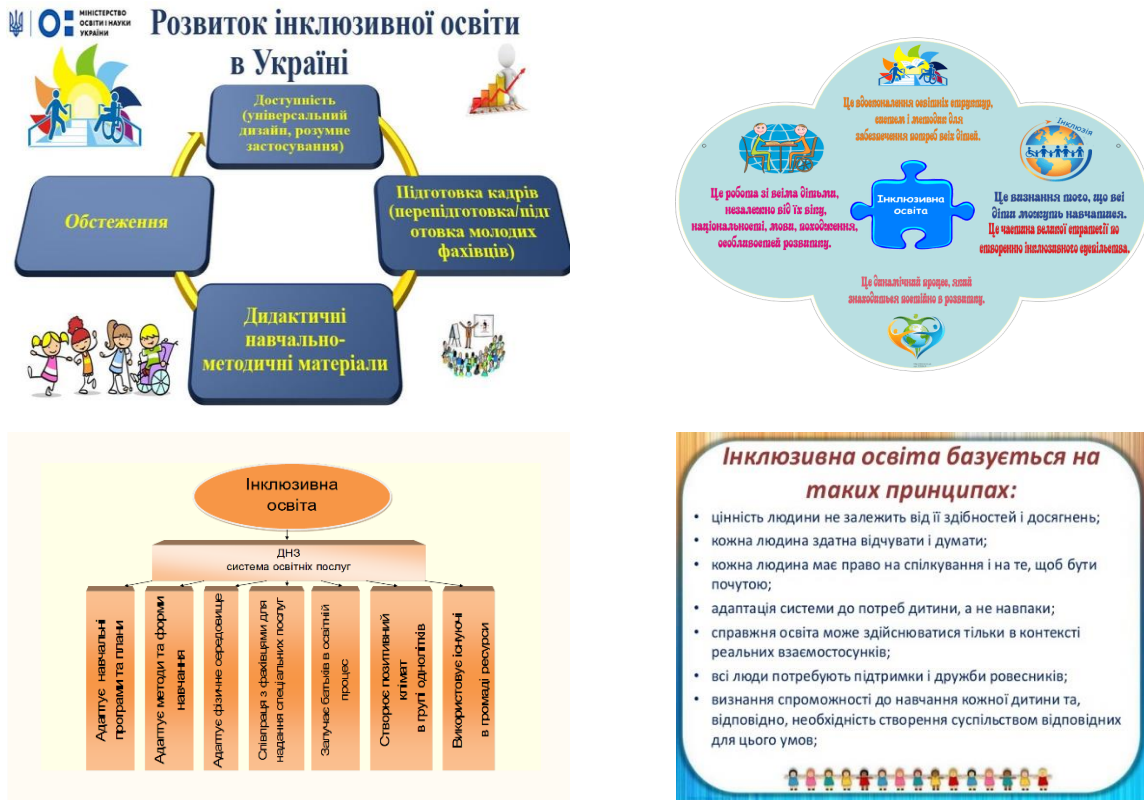 МІНІСТЕРСТВО
ОСВІТИ І НАУКИ
УКРАЇНИ
Розвиток інклюзивної освіти
в Україні
Доступність
(універсальний
дизайн, розумне
застосування)
Підготовка кадрів
(перепідготовка/підг
отовка молодих
фахівців)
Дидактичні
навчально-
методичні матеріали
Обстеження
Це вдосконалення освітніх структур,
систем і методик для
забезпечення потреб всіх дітей.
Це робота зі всіма дітьми,
незалежно від їх віку,
національності, мови, походження,
особливостей розвитку.
Інклюзивна
освіта
Інклюзія
Це визнання того, що всі
діти можуть навчатися.
Це частина великої стратегії по
створенню інклюзивного суспільства.
Це динамічний процес, який
знаходиться постійно в розвитку.
Інклюзивна
освіта
ДНЗ
система освітніх послуг
Адаптує навчальні
програми та плани
Адаптує методи та форми
навчання
Адаптує фізичне середовище
Співпраця з фахівцями для
надання спеціальних послуг
Залучає батьків в освітній
процес
Створює позитивний
клімат
в групі однолітків
Використовує існуючі
в громаді ресурси
Інклюзивна освіта базується на
таких принципах:
• цінність людини не залежить від її здібностей і досягнень;
• кожна людина здатна відчувати і думати;
• кожна людина має право на спілкування і на те, щоб бути
почутою;
• адаптація системи до потреб дитини, а не навпаки;
• справжня освіта може здійснюватися тільки в контексті
реальних взаємостосунків;
• всі люди потребують підтримки і дружби ровесників;
• визнання спроможності до навчання кожної дитини та,
відповідно, необхідність створення суспільством відповідних
для цього умов;